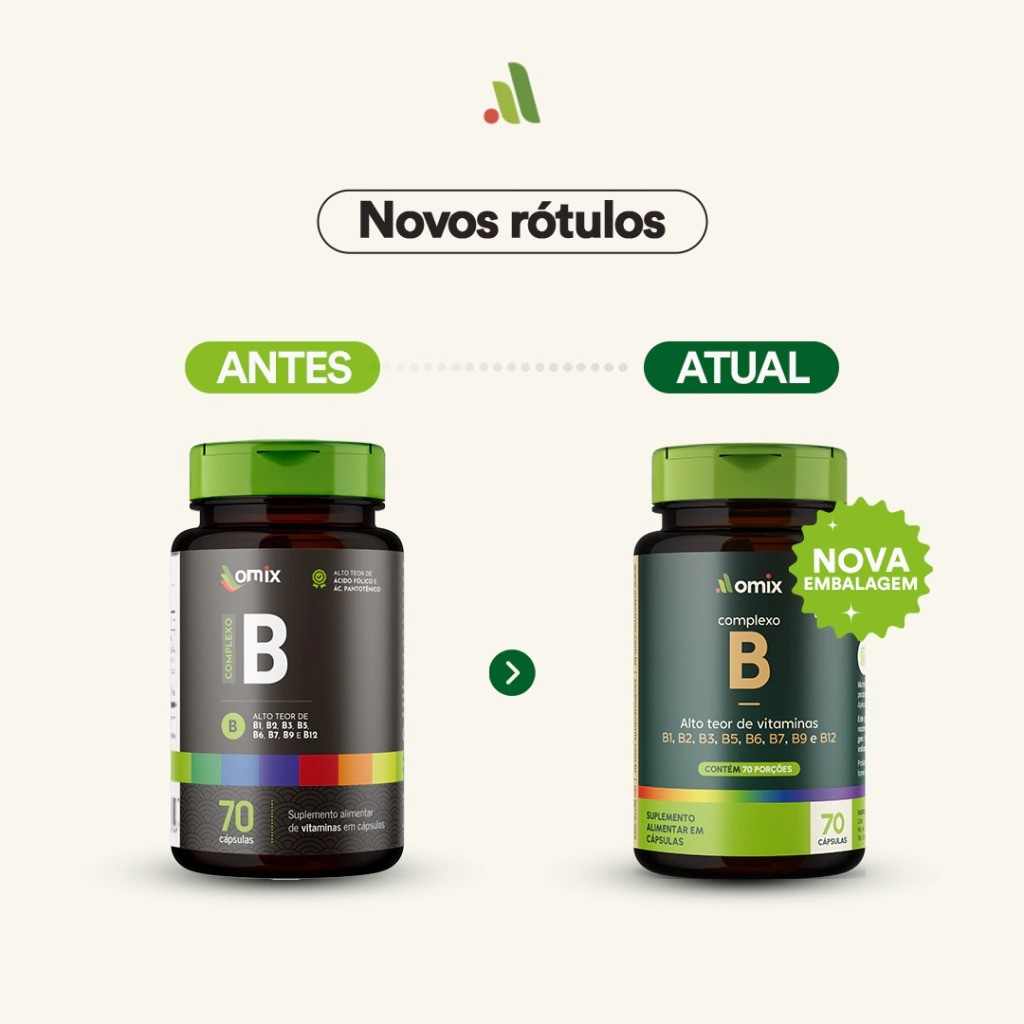 Novos rótulos
ANTES
ATUAL
omix
ALTO TEOR DE
ÁCIDO FÓLICO E
ÁC. PANTOTÊNICO
COMPLEXO
B
B
ALTO TEOR DE
B1, B2, B3, B5,
B6, B7, B9 E B12
70
cápsulas
Suplemento alimentar
de vitaminas em cápsulas
NOVA
EMBALAGEM
omix
complexo
B
Alto teor de vitaminas
B1, B2, B3, B5, B6, B7, B9 e B12
CONTÉM 70 PORÇÕES
SUPLEMENTO
ALIMENTAR EM
CÁPSULAS
70
CÁPSULAS